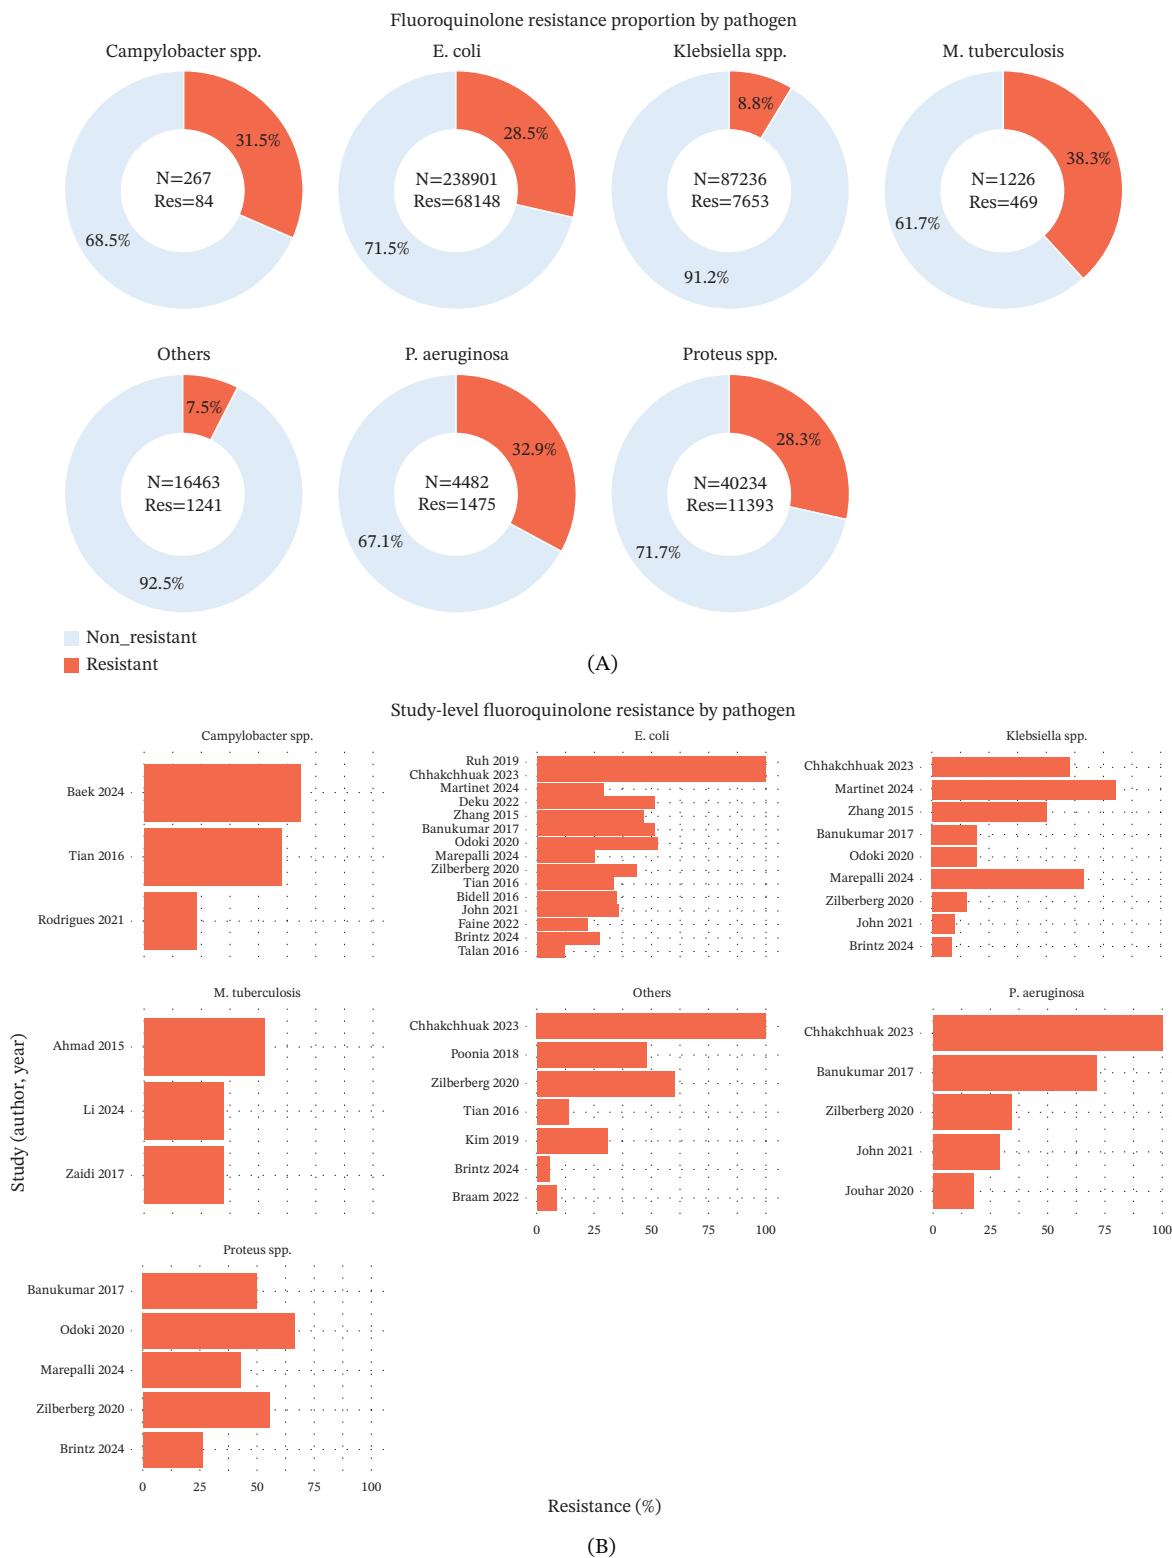 Fluoroquinolone resistance proportion by pathogen
Campylobacter spp.
E. coli
Klebsiella spp.
M. tuberculosis
31.5%
68.5%
N=267
Res=84
28.5%
71.5%
N=238901
Res=68148
8.8%
91.2%
N=87236
Res=7653
38.3%
61.7%
N=1226
Res=469
Others
P. aeruginosa
Proteus spp.
7.5%
92.5%
N=16463
Res=1241
32.9%
67.1%
N=4482
Res=1475
28.3%
71.7%
N=40234
Res=11393
Non_resistant
Resistant
(A)
Study-level fluoroquinolone resistance by pathogen
Campylobacter spp.
Baek 2024
Tian 2016
Rodrigues 2021
E. coli
Ruh 2019
Chhakchhuak 2023
Martinet 2024
Deku 2022
Zhang 2015
Banukumar 2017
Odoki 2020
Marepalli 2024
Zilberberg 2020
Tian 2016
Bidell 2016
John 2021
Faine 2022
Brintz 2024
Talan 2016
Klebsiella spp.
Chhakchhuak 2023
Martinet 2024
Zhang 2015
Banukumar 2017
Odoki 2020
Marepalli 2024
Zilberberg 2020
John 2021
Brintz 2024
M. tuberculosis
Ahmad 2015
Li 2024
Zaidi 2017
Others
Chhakchhuak 2023
Poonia 2018
Zilberberg 2020
Tian 2016
Kim 2019
Brintz 2024
Braam 2022
0 25 50 75 100
P. aeruginosa
Chhakchhuak 2023
Banukumar 2017
Zilberberg 2020
John 2021
Jouhar 2020
0 25 50 75 100
Proteus spp.
Banukumar 2017
Odoki 2020
Marepalli 2024
Zilberberg 2020
Brintz 2024
0 25 50 75 100
Study (author, year)
Resistance (%)
(B)